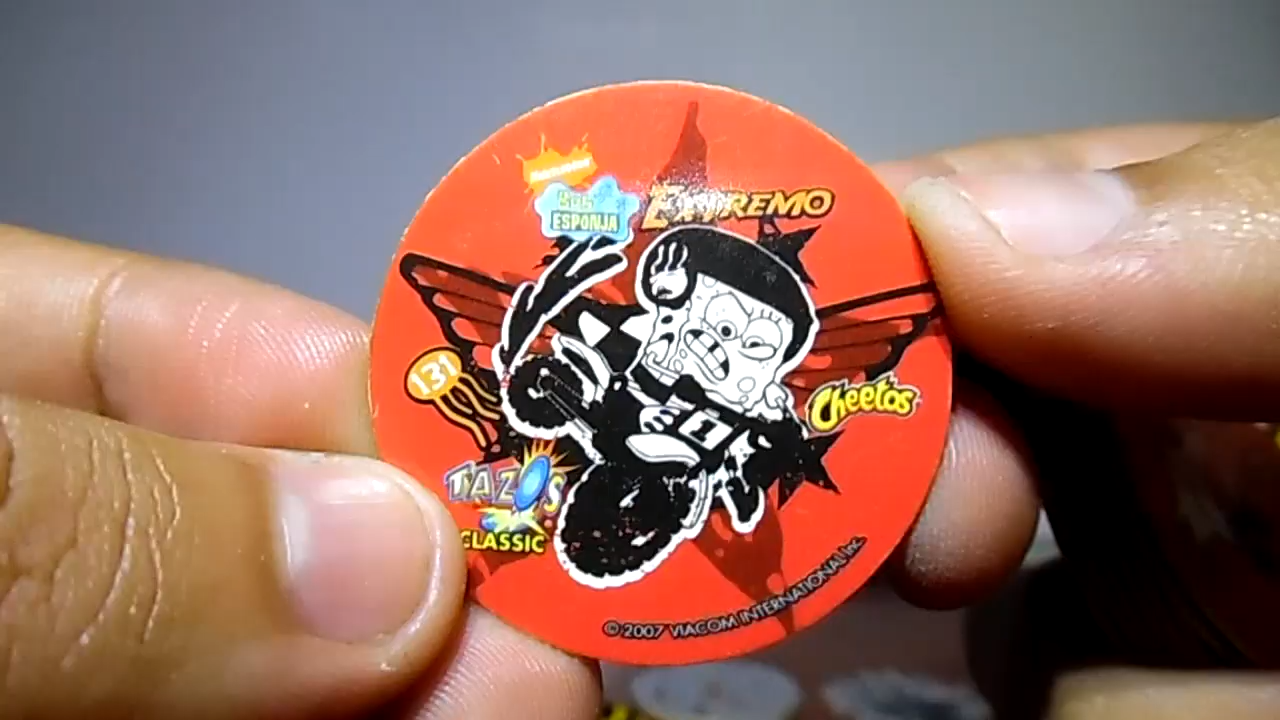 Nickelodeon
Bob
ESPONJA
EXTREMO
131
Cheetos
TAZOS
CLASSIC
1
© 2007 VIACOM INTERNATIONAL Inc.